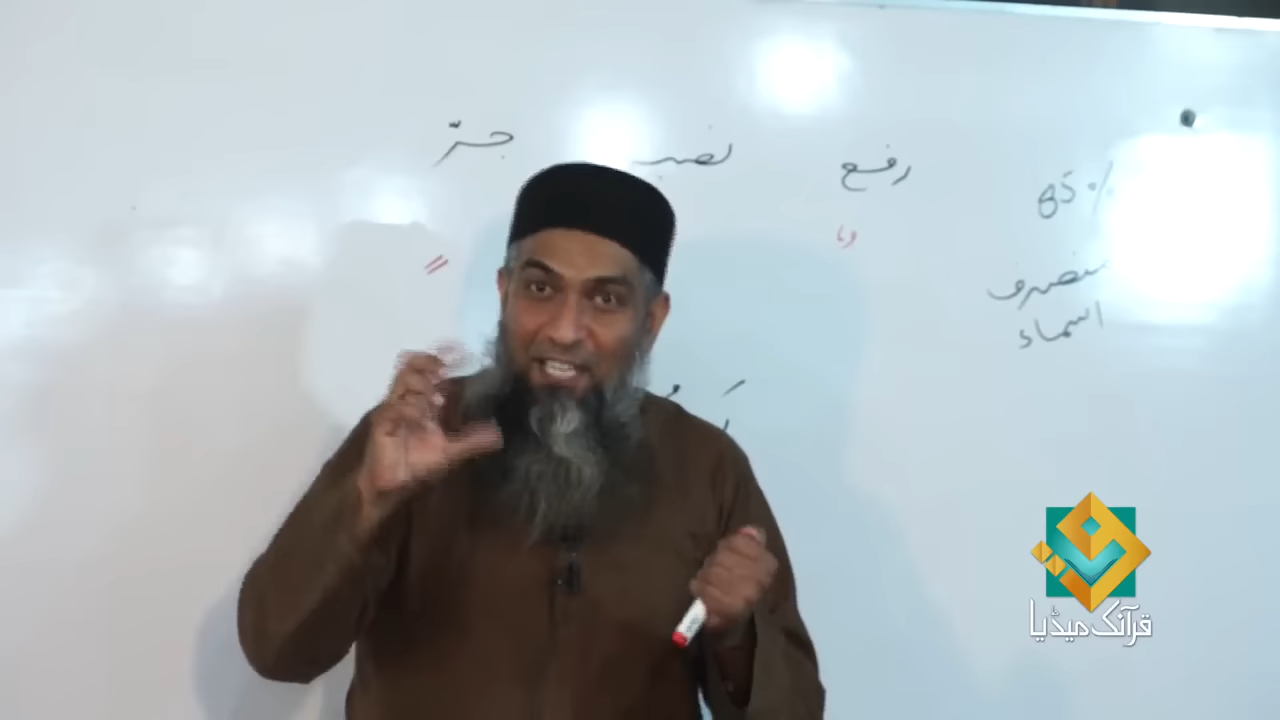 رفع نصب جرّ
85%
منصرف
اسماء
قرآنک میڈیا